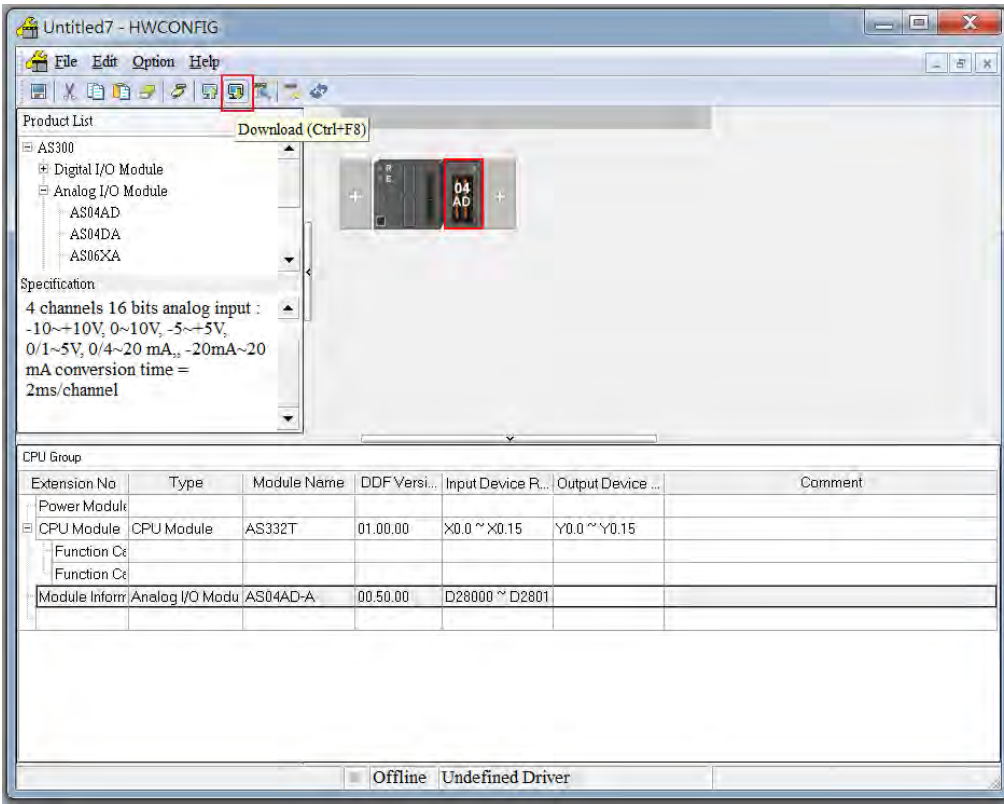 Untitled7 - HWCONFIG
File Edit Option Help
Product List
Download (Ctrl+F8)
AS300
Digital I/O Module
Analog I/O Module
AS04AD
AS04DA
AS06XA
R
E
04
AD
Specification
4 channels 16 bits analog input :
-10~+10V, 0~10V, -5~+5V,
0/1~5V, 0/4~20 mA,, -20mA~20
mA conversion time =
2ms/channel
CPU Group
Extension No Type Module Name DDF Versi... Input Device R... Output Device ... Comment
Power Module
CPU Module CPU Module AS332T 01.00.00 X0.0 ~ X0.15 Y0.0 ~ Y0.15
Function Ca
Function Ca
Module Inform Analog I/O Modu AS04AD-A 00.50.00 D28000 ~ D2801
Offline Undefined Driver